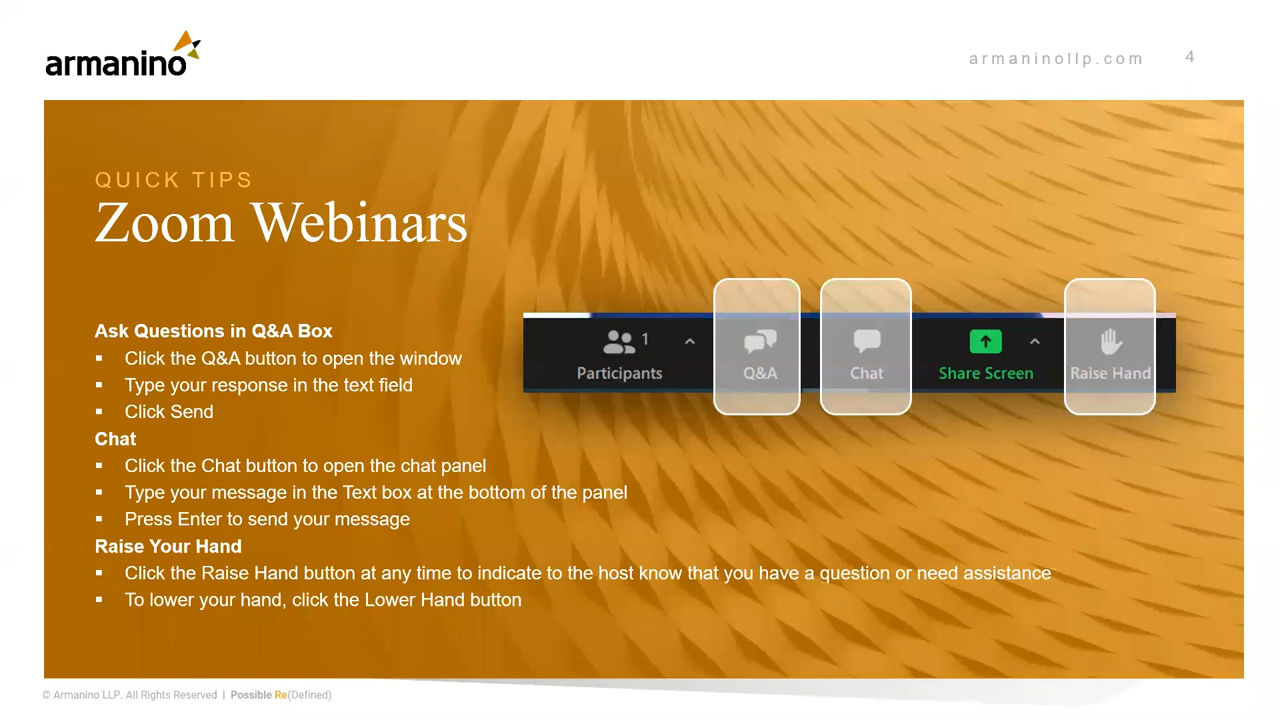 armanino
armaninollp.com 4
QUICK TIPS
Zoom Webinars
Ask Questions in Q&A Box
▪ Click the Q&A button to open the window
▪ Type your response in the text field
▪ Click Send
Chat
▪ Click the Chat button to open the chat panel
▪ Type your message in the Text box at the bottom of the panel
▪ Press Enter to send your message
Raise Your Hand
▪ Click the Raise Hand button at any time to indicate to the host know that you have a question or need assistance
▪ To lower your hand, click the Lower Hand button
1
Participants Q&A Chat Share Screen Raise Hand
© Armanino LLP. All Rights Reserved | Possible Re(Defined)